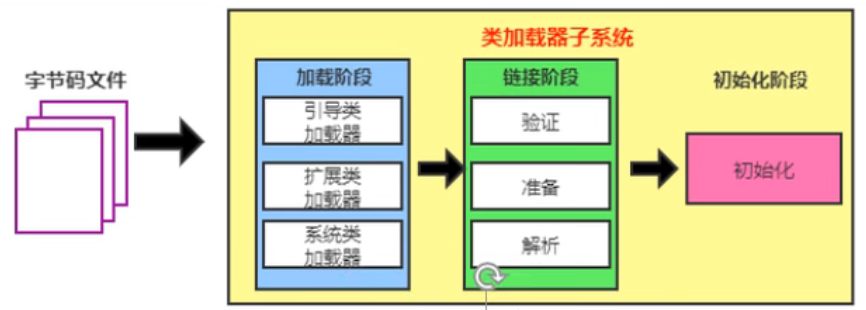 类加载器子系统
字节码文件
加载阶段
引导类
加载器
扩展类
加载器
系统类
加载器
链接阶段
验证
准备
解析
初始化阶段
初始化